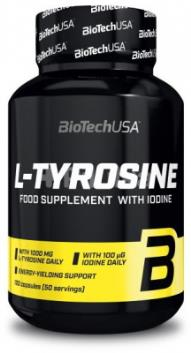 BioTechUSA
L-TYROSINE
FOOD SUPPLEMENT WITH IODINE
WITH 1000 MG
L-TYROSINE DAILY
WITH 100 µG
IODINE DAILY
ENERGY-YIELDING SUPPORT
100 capsules (50 servings)
B